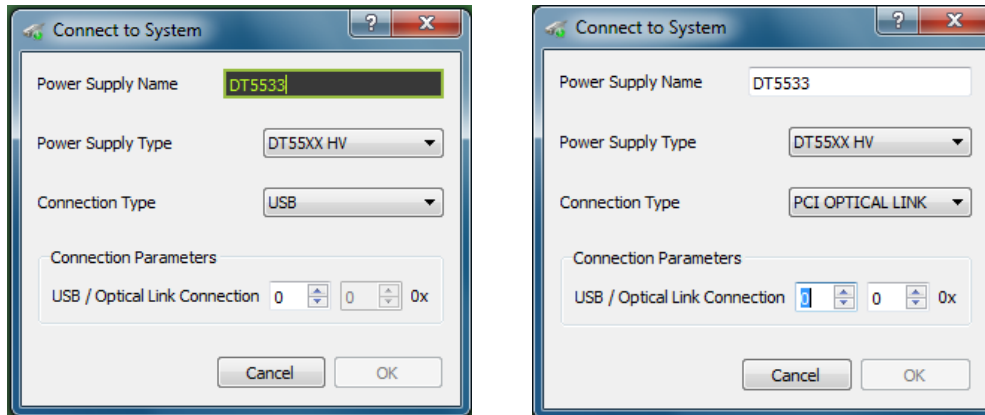 Connect to System
Power Supply Name DT5533
Power Supply Type DT55XX HV
Connection Type USB
Connection Parameters
USB / Optical Link Connection 0 0 0x
Cancel OK
Connect to System
Power Supply Name DT5533
Power Supply Type DT55XX HV
Connection Type PCI OPTICAL LINK
Connection Parameters
USB / Optical Link Connection 0 0 0x
Cancel OK